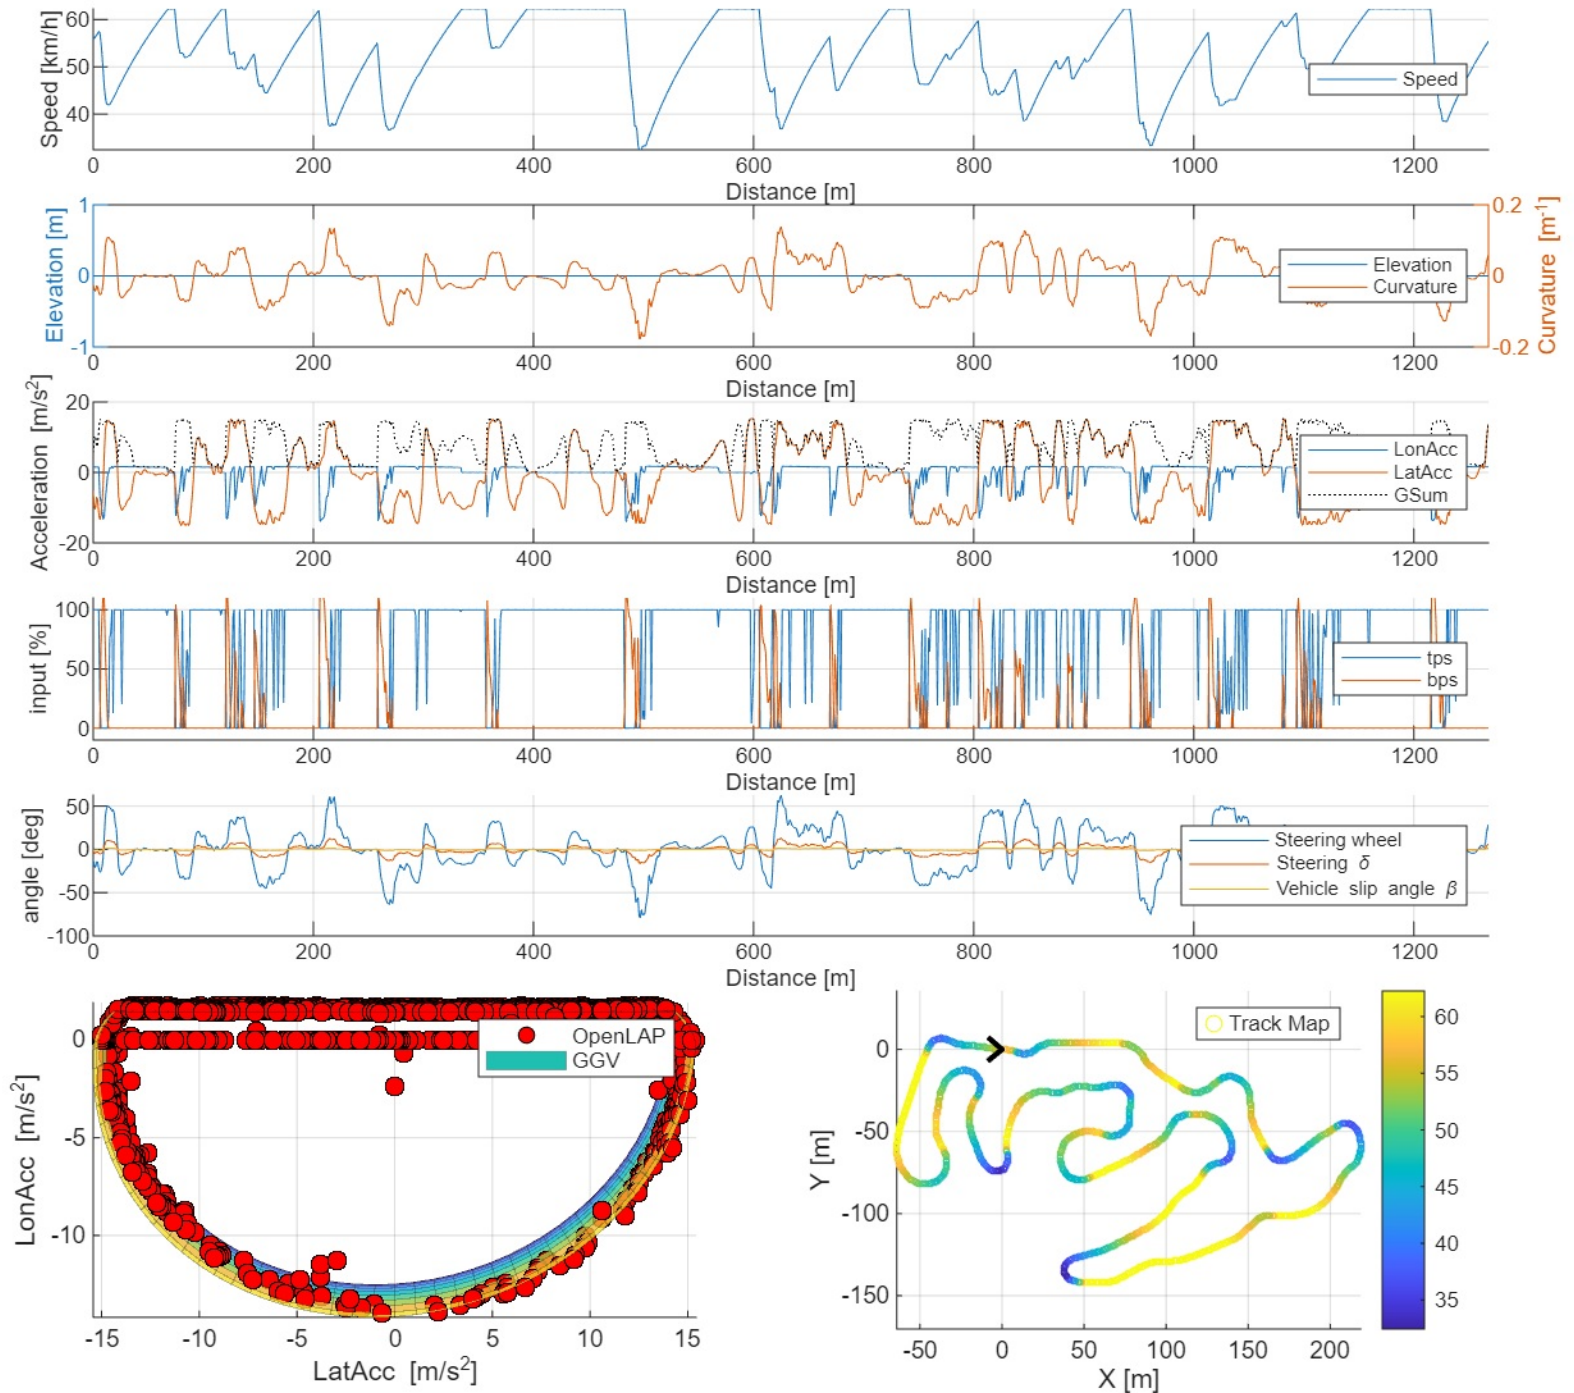 Speed [km/h]
60
50
40
Speed
0 200 400 600 800 1000 1200
Distance [m]
Elevation [m]
1
0
-1
Curvature [m-1]
0.2
0
-0.2
Elevation
Curvature
0 200 400 600 800 1000 1200
Distance [m]
Acceleration [m/s2]
20
0
-20
LonAcc
LatAcc
GSum
0 200 400 600 800 1000 1200
Distance [m]
input [%]
100
50
0
tps
bps
0 200 400 600 800 1000 1200
Distance [m]
angle [deg]
50
0
-50
-100
Steering wheel
Steering δ
Vehicle slip angle β
0 200 400 600 800 1000 1200
Distance [m]
LonAcc [m/s2]
0
-5
-10
OpenLAP
GGV
-15 -10 -5 0 5 10 15
LatAcc [m/s2]
Y [m]
0
-50
-100
-150
Track Map
-50 0 50 100 150 200
X [m]
60
55
50
45
40
35